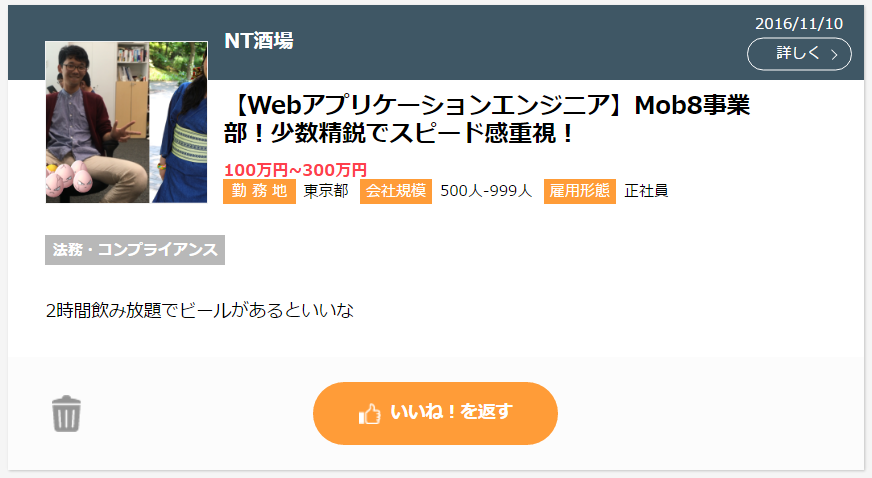 2016/11/10
NT酒場
詳しく
【Webアプリケーションエンジニア】Mob8事業
部！少数精鋭でスピード感重視！
100万円~300万円
勤務地 東京都 会社規模 500人-999人 雇用形態 正社員
法務・コンプライアンス
2時間飲み放題でビールがあるといいな
いいね！を返す